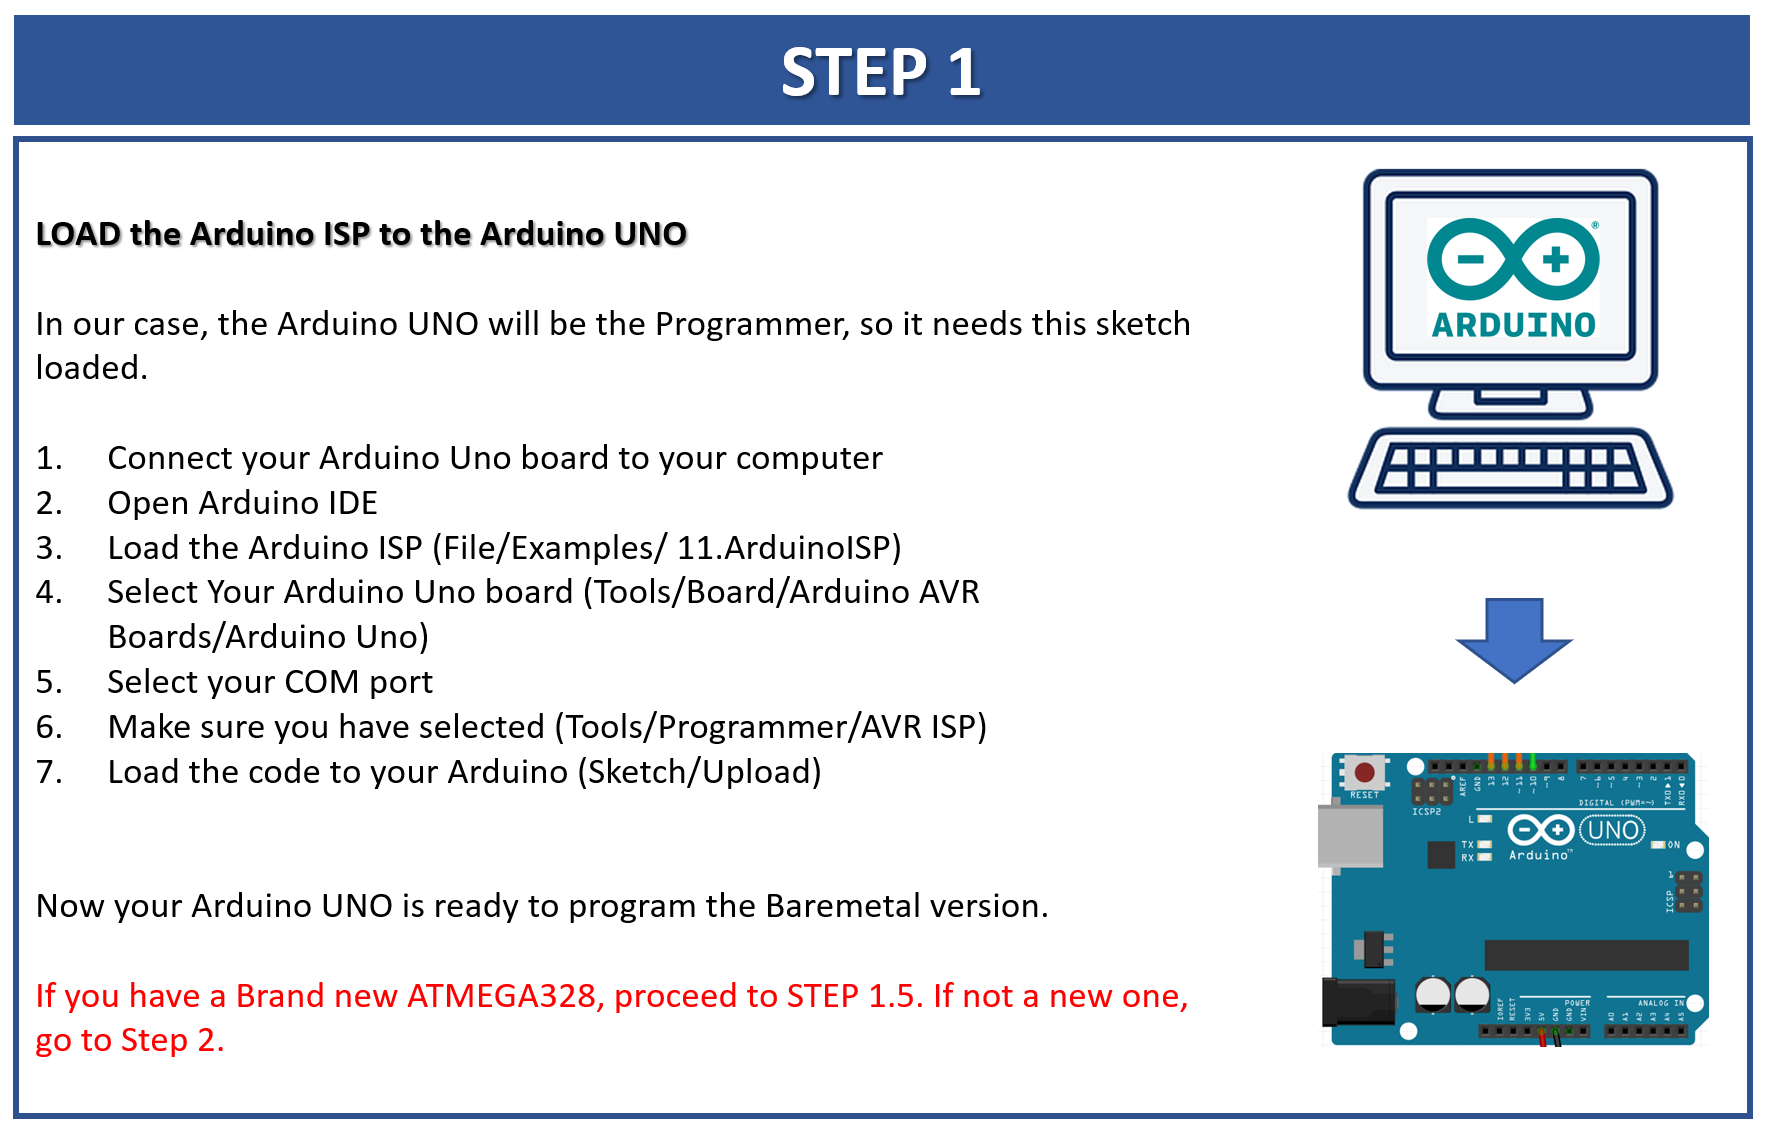 STEP 1
LOAD the Arduino ISP to the Arduino UNO
In our case, the Arduino UNO will be the Programmer, so it needs this sketch
loaded.
1. Connect your Arduino Uno board to your computer
2. Open Arduino IDE
3. Load the Arduino ISP (File/Examples/ 11.ArduinoISP)
4. Select Your Arduino Uno board (Tools/Board/Arduino AVR
Boards/Arduino Uno)
5. Select your COM port
6. Make sure you have selected (Tools/Programmer/AVR ISP)
7. Load the code to your Arduino (Sketch/Upload)
Now your Arduino UNO is ready to program the Baremetal version.
If you have a Brand new ATMEGA328, proceed to STEP 1.5. If not a new one,
go to Step 2.
®
ARDUINO
RESET
ICSP2
AREF GND 13 12 ~11 ~10 ~9 8 7 ~6 ~5 4 ~3 2 TX0▶1 RX0◀0
DIGITAL (PWM=~)
L
TX
RX
UNO
Arduino™
ON
1
ICSP
POWER
ANALOG IN
IOREF RESET 3V3 5V GND GND VIN A0 A1 A2 A3 A4 A5